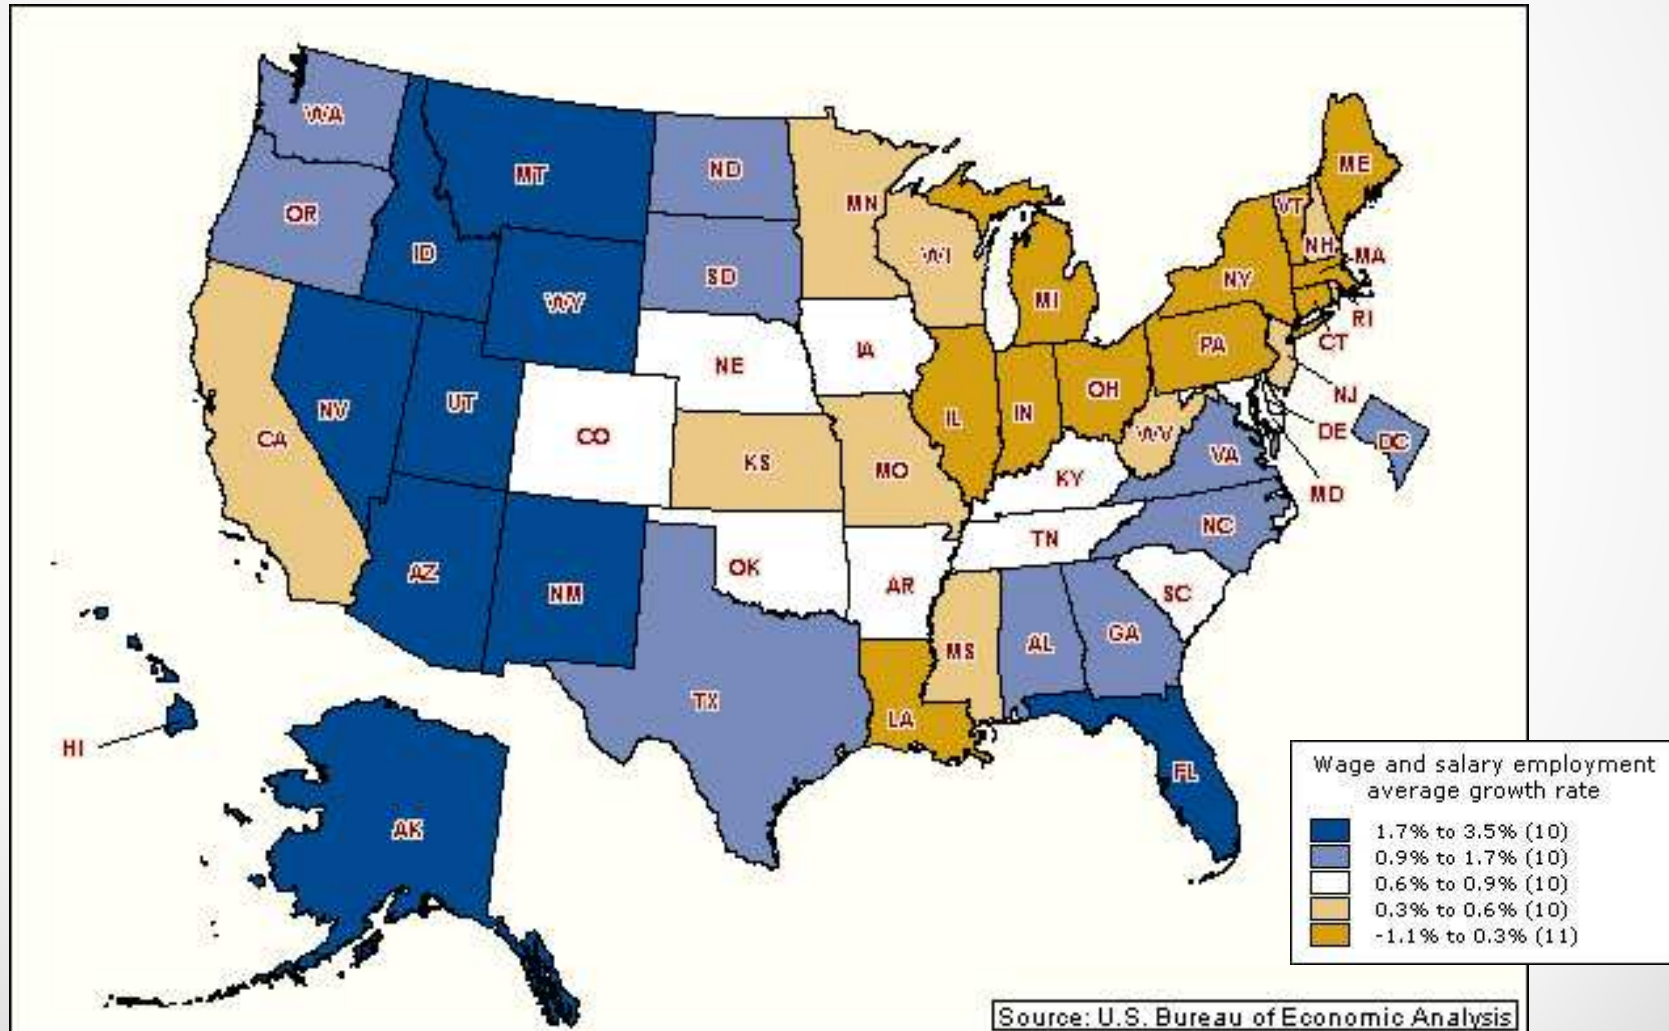 WA
MT
ND
MN
ME
OR
ID
SD
WI
VT
NH
MA
WY
MI
NY
RI
NE
IA
PA
CT
NV
UT
CO
IL
IN
OH
NJ
CA
KS
MO
WV
DE
DC
KY
VA
MD
AZ
NM
OK
AR
TN
NC
SC
TX
MS
AL
GA
LA
HI
AK
FL
Wage and salary employment
average growth rate
1.7% to 3.5% (10)
0.9% to 1.7% (10)
0.6% to 0.9% (10)
0.3% to 0.6% (10)
-1.1% to 0.3% (11)
Source: U.S. Bureau of Economic Analysis